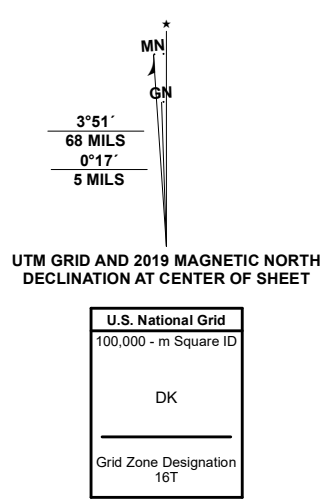 MN
GN
3°51´
68 MILS
0°17´
5 MILS
UTM GRID AND 2019 MAGNETIC NORTH
DECLINATION AT CENTER OF SHEET
U.S. National Grid
100,000 - m Square ID
DK
Grid Zone Designation
16T